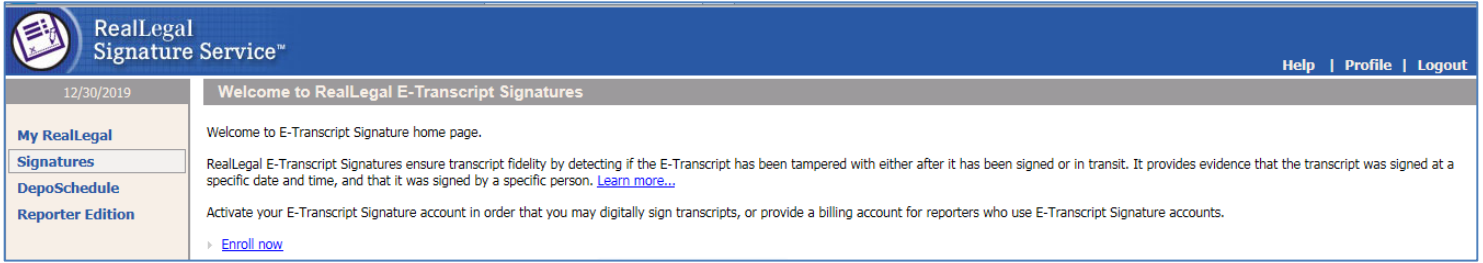 RealLegal
Signature Service™
Help | Profile | Logout
12/30/2019
Welcome to RealLegal E-Transcript Signatures
My RealLegal
Signatures
DepoSchedule
Reporter Edition
Welcome to E-Transcript Signature home page.
RealLegal E-Transcript Signatures ensure transcript fidelity by detecting if the E-Transcript has been tampered with either after it has been signed or in transit. It provides evidence that the transcript was signed at a
specific date and time, and that it was signed by a specific person. Learn more...
Activate your E-Transcript Signature account in order that you may digitally sign transcripts, or provide a billing account for reporters who use E-Transcript Signature accounts.
Enroll now